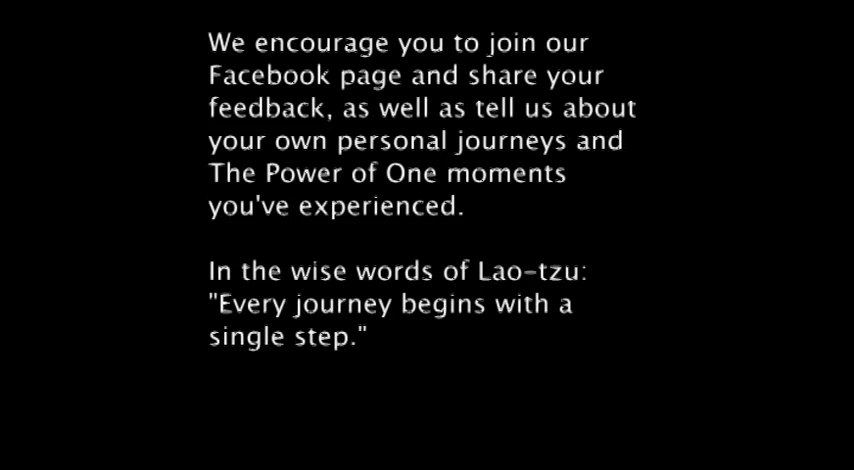 We encourage you to join our
Facebook page and share your
feedback, as well as tell us about
your own personal journeys and
The Power of One moments
you've experienced.
In the wise words of Lao-tzu:
"Every journey begins with a
single step."